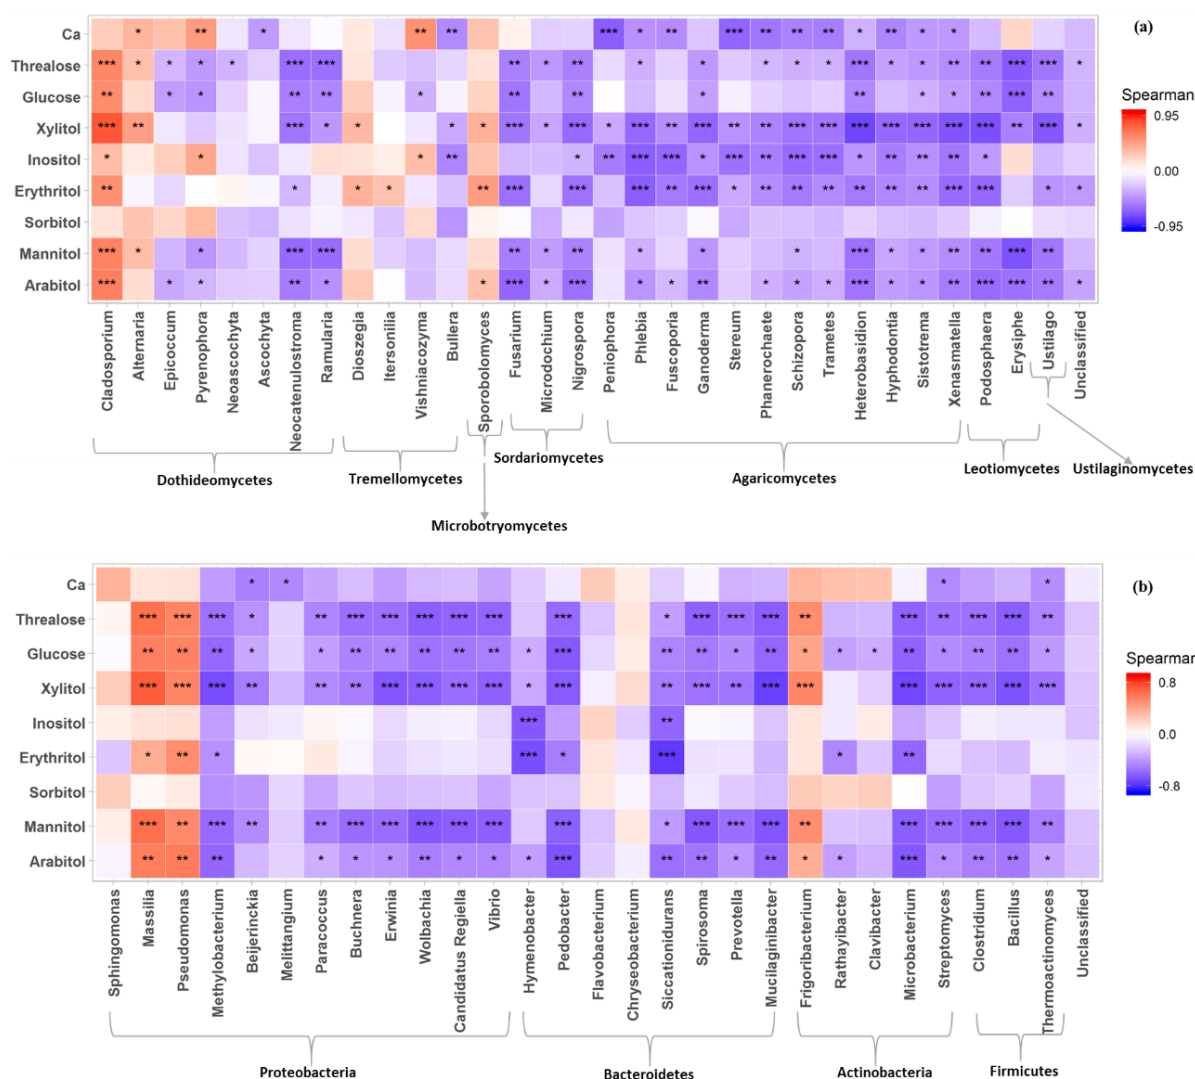 (a)
Ca * ** * ** ** *** * ** *** ** ** ** * ** * *
Threalose *** * * * * *** *** ** * ** * * * * * *** * * ** ** *** *** *
Glucose ** * * ** ** * ** ** * ** * * ** *** **
Xylitol *** ** *** * * * * *** * *** * *** ** *** ** *** *** *** *** *** *** *** *** ** *** *
Inositol * * * ** * ** *** *** * *** ** *** *** * ** ** ** *
Erythritol ** * * * ** *** *** *** ** *** * ** ** * ** ** ** *** *** * *
Sorbitol
Mannitol *** * * *** *** ** * ** * * * *** * * ** ** *** **
Arabitol *** * * ** * * *** * *** * * ** * * * *** * * ** *** *** ** *
Spearman
0.95
0.00
-0.95
Cladosporium
Alternaria
Epicoccum
Pyrenophora
Neoascochyta
Ascochyta
Neocatenulostroma
Ramularia
Dioszegia
Itersonilia
Vishniacozyma
Bullera
Sporobolomyces
Fusarium
Microdochium
Nigrospora
Peniophora
Phlebia
Fuscoporia
Ganoderma
Stereum
Phanerochaete
Schizopora
Trametes
Heterobasidion
Hyphodontia
Sistotrema
Xenasmatella
Podosphaera
Erysiphe
Ustilago
Unclassified
Dothideomycetes
Tremellomycetes
Microbotryomycetes
Sordariomycetes
Agaricomycetes
Leotiomycetes
Ustilaginomycetes
(b)
Ca * * * *
Threalose *** *** *** * ** *** *** *** *** *** *** * *** *** *** ** *** ** *** *** **
Glucose ** ** ** * * ** ** ** ** ** * *** ** ** * ** * * * ** * ** ** *
Xylitol *** *** *** ** ** ** *** *** *** *** * *** ** *** ** *** *** *** *** *** *** ***
Inositol *** **
Erythritol * ** * *** * *** * **
Sorbitol
Mannitol *** ** *** ** ** *** *** *** *** *** *** * *** *** *** ** *** *** *** *** **
Arabitol ** ** ** * * * ** * * * *** ** ** * ** * * *** * ** ** *
Spearman
0.8
0.0
-0.8
Sphingomonas
Massilia
Pseudomonas
Methylobacterium
Beijerinckia
Melittangium
Paracoccus
Buchnera
Erwinia
Wolbachia
Candidatus Regiella
Vibrio
Hymenobacter
Pedobacter
Flavobacterium
Chryseobacterium
Siccationidurans
Spirosoma
Prevotella
Mucilaginibacter
Frigoribacterium
Rathayibacter
Clavibacter
Microbacterium
Streptomyces
Clostridium
Bacillus
Thermoactinomyces
Unclassified
Proteobacteria
Bacteroidetes
Actinobacteria
Firmicutes